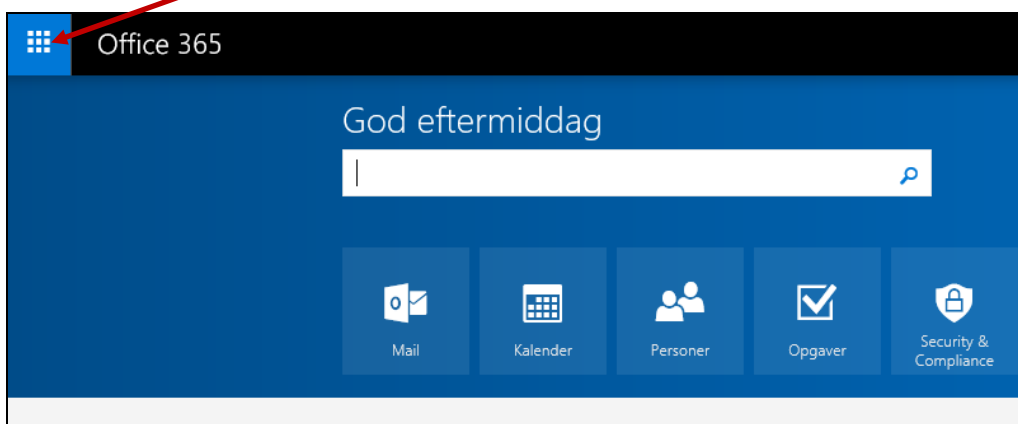 Office 365
God eftermiddag
Mail
Kalender
Personer
Opgaver
Security &
Compliance